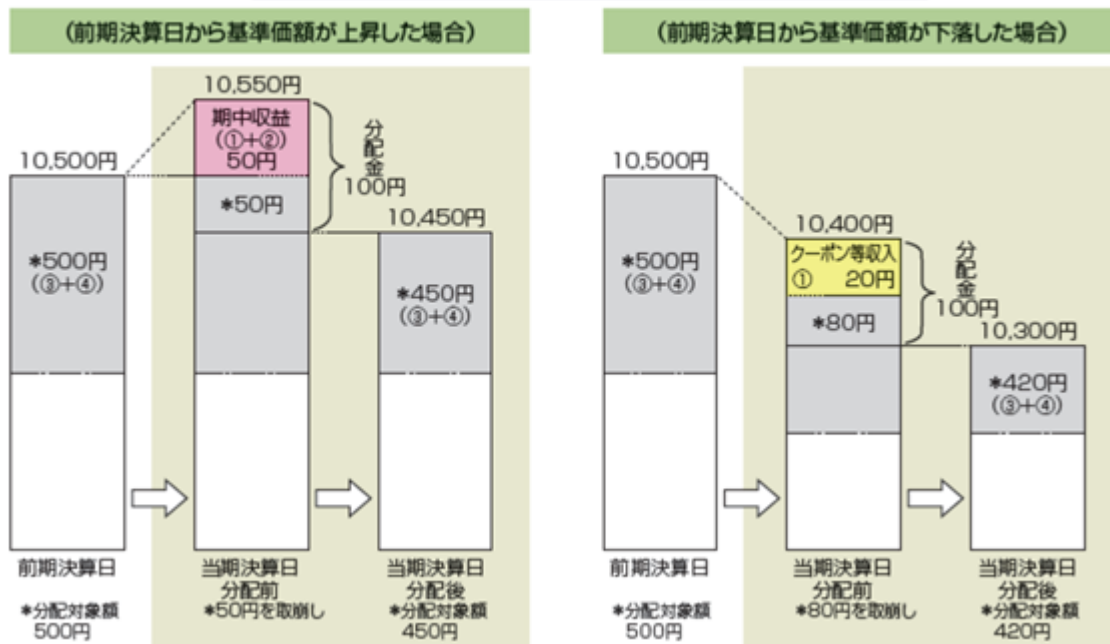 (前期決算日から基準価額が上昇した場合)
10,550円
期中収益
(①+②)
50円
分配金
100円
10,500円
*50円
10,450円
*500円
(③+④)
*450円
(③+④)
前期決算日
当期決算日
分配前
当期決算日
分配後
*分配対象額
500円
*50円を取崩し
*分配対象額
450円
(前期決算日から基準価額が下落した場合)
10,500円
10,400円
クーポン等収入
① 20円
分配金
100円
*500円
(③+④)
*80円
10,300円
*420円
(③+④)
前期決算日
当期決算日
分配前
当期決算日
分配後
*分配対象額
500円
*80円を取崩し
*分配対象額
420円